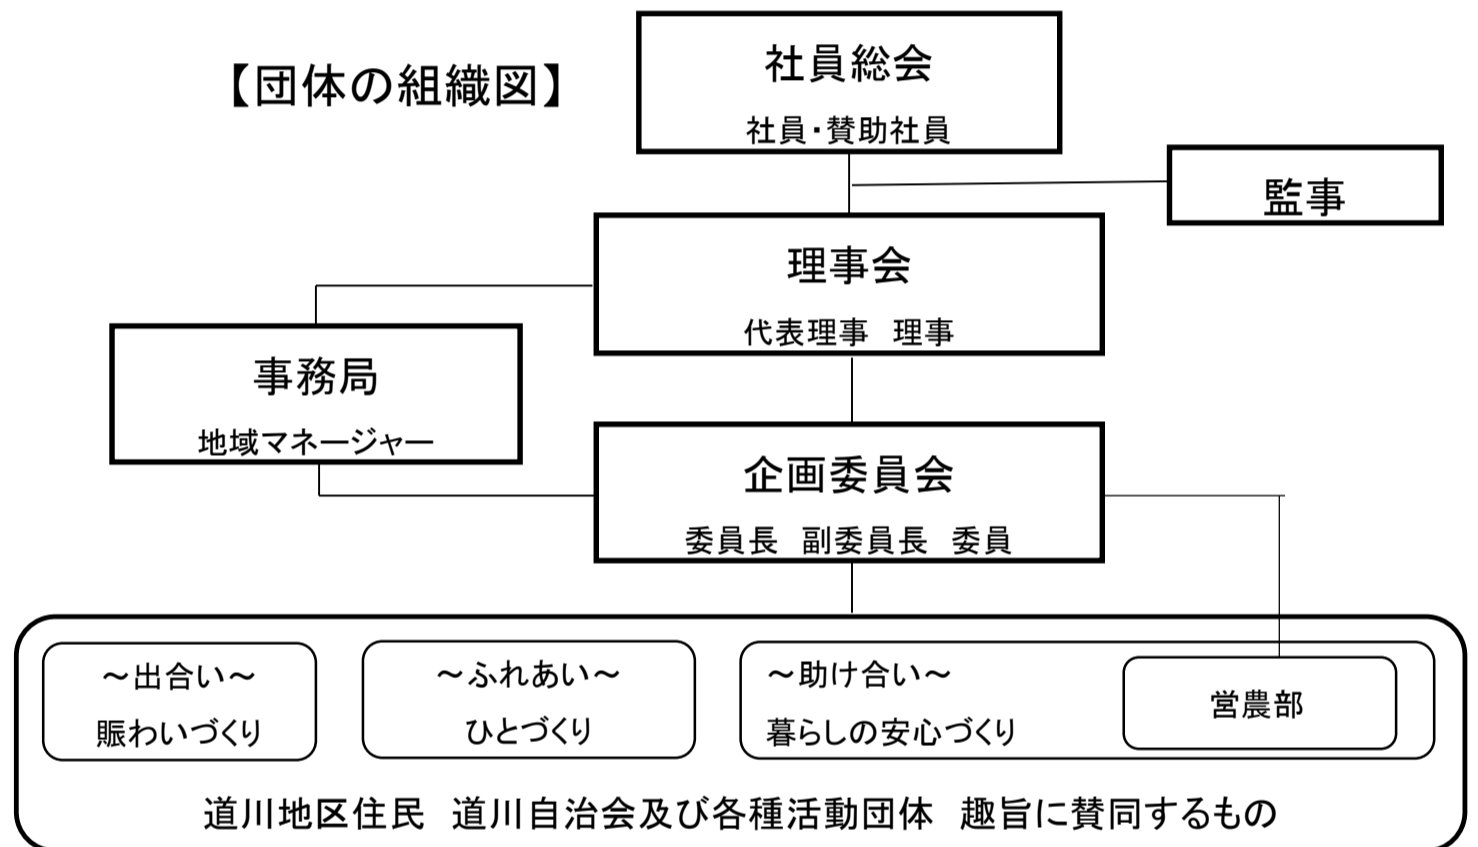 【団体の組織図】
社員総会
社員・賛助社員
監事
理事会
代表理事　理事
事務局
地域マネージャー
企画委員会
委員長　副委員長　委員
～出合い～
賑わいづくり
～ふれあい～
ひとづくり
～助け合い～
暮らしの安心づくり
営農部
道川地区住民　道川自治会及び各種活動団体　趣旨に賛同するもの